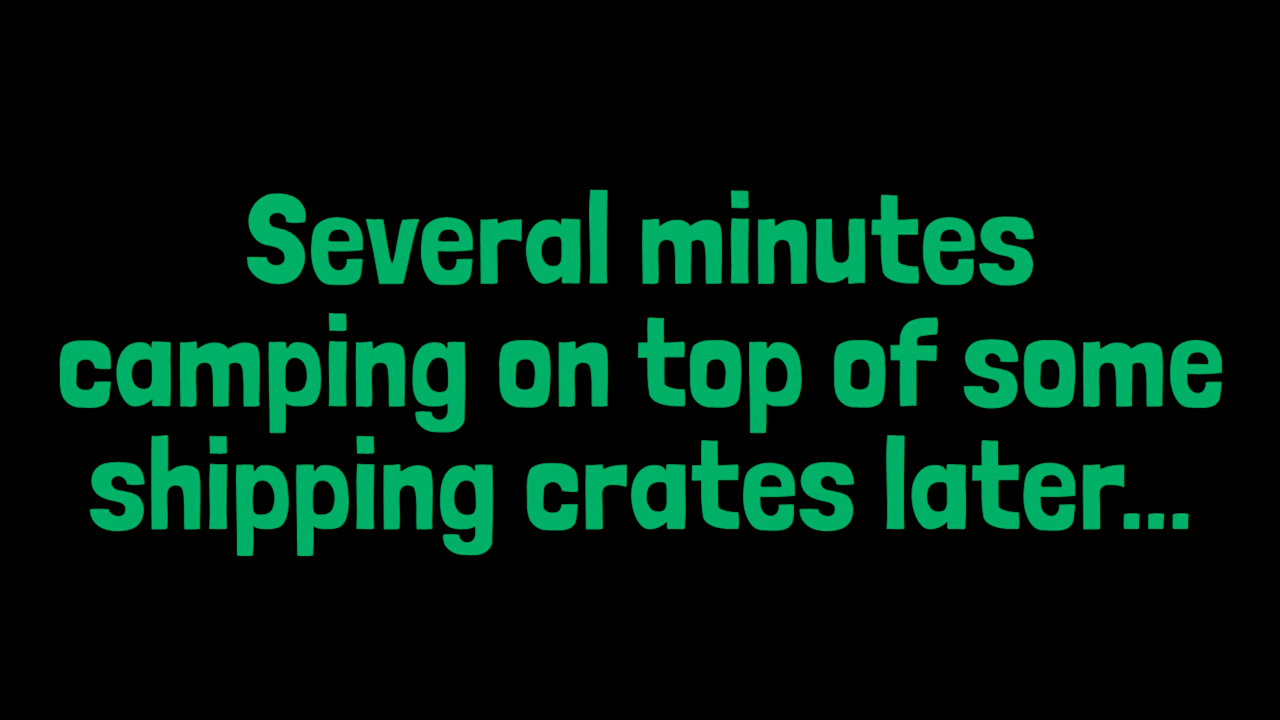 Several minutes
camping on top of some
shipping crates later...